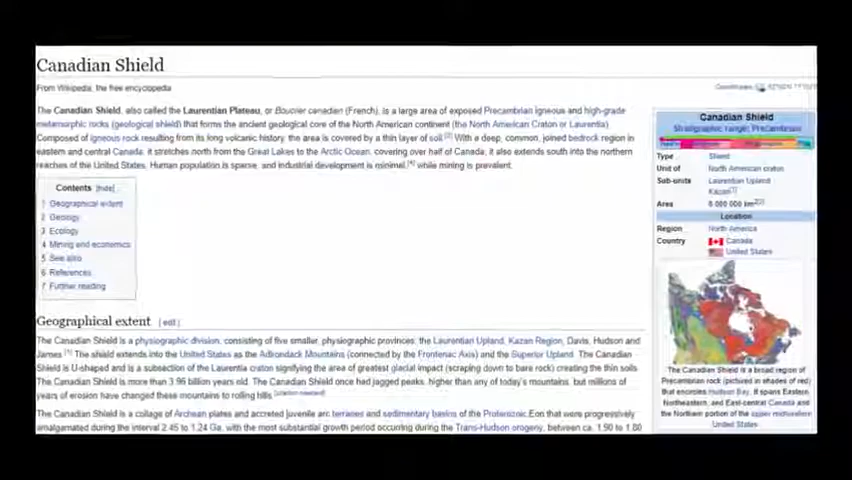 Canadian Shield
From Wikipedia, the free encyclopedia
The Canadian Shield, also called the Laurentian Plateau, or Bouclier canadien (French), is a large area of exposed Precambrian igneous and high-grade
metamorphic rocks (geological shield) that forms the ancient geological core of the North American continent (the North American Craton or Laurentia)
Composed of igneous rock resulting from its long volcanic history, the area is covered by a thin layer of soil.[2] With a deep, common, joined bedrock region in
eastern and central Canada, it stretches north from the Great Lakes to the Arctic Ocean, covering over half of Canada; it also extends south into the northern
reaches of the United States. Human population is sparse, and industrial development is minimal,[4] while mining is prevalent.
Contents [hide]
1 Geographical extent
2 Geology
3 Ecology
4 Mining and economics
5 See also
6 References
7 Further reading
Geographical extent [edit]
The Canadian Shield is a physiographic division, consisting of five smaller, physiographic provinces: the Laurentian Upland, Kazan Region, Davis, Hudson and
James.[1] The shield extends into the United States as the Adirondack Mountains (connected by the Frontenac Axis) and the Superior Upland. The Canadian
Shield is U-shaped and is a subsection of the Laurentia craton signifying the area of greatest glacial impact (scraping down to bare rock) creating the thin soils.
The Canadian Shield is more than 3.96 billion years old. The Canadian Shield once had jagged peaks, higher than any of today's mountains, but millions of
years of erosion have changed these mountains to rolling hills.[citation needed]
The Canadian Shield is a collage of Archean plates and accreted juvenile arc terranes and sedimentary basins of the Proterozoic Eon that were progressively
amalgamated during the interval 2.45 to 1.24 Ga, with the most substantial growth period occurring during the Trans-Hudson orogeny, between ca. 1.90 to 1.80
Canadian Shield
Stratigraphic range: Precambrian
Type Shield
Unit of North American craton
Sub-units Laurentian Upland
Kazan[1]
Area 8 000 000 km
Location
Region North America
Country Canada
United States
The Canadian Shield is a broad region of
Precambrian rock (pictured in shades of red)
that encircles Hudson Bay. It spans Eastern,
Northeastern, and East-central Canada and
the Northern portion of the upper midwestern
United States